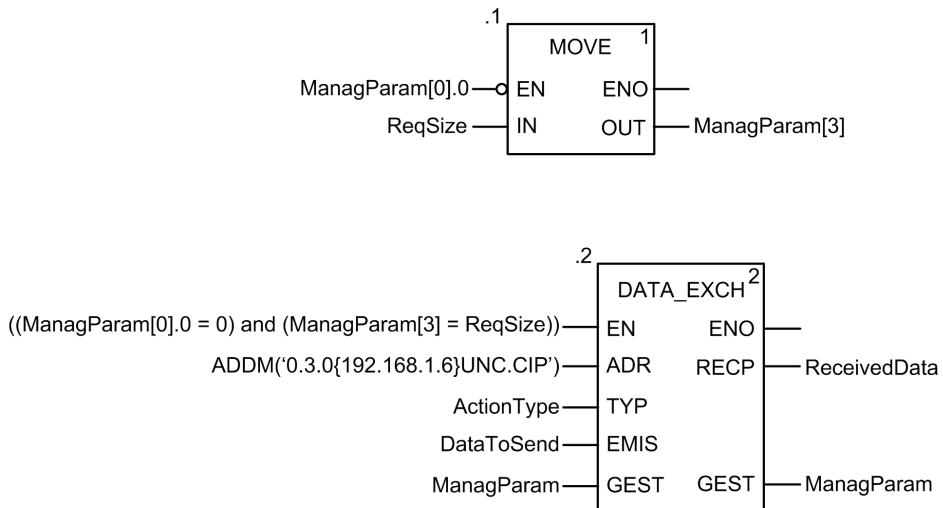 .1
MOVE 1
ManagParam[0].0 EN ENO
ReqSize IN OUT ManagParam[3]
.2
DATA_EXCH 2
((ManagParam[0].0 = 0) and (ManagParam[3] = ReqSize)) EN ENO
ADDM(‘0.3.0{192.168.1.6}UNC.CIP’) ADR RECP ReceivedData
ActionType TYP
DataToSend EMIS
ManagParam GEST GEST ManagParam